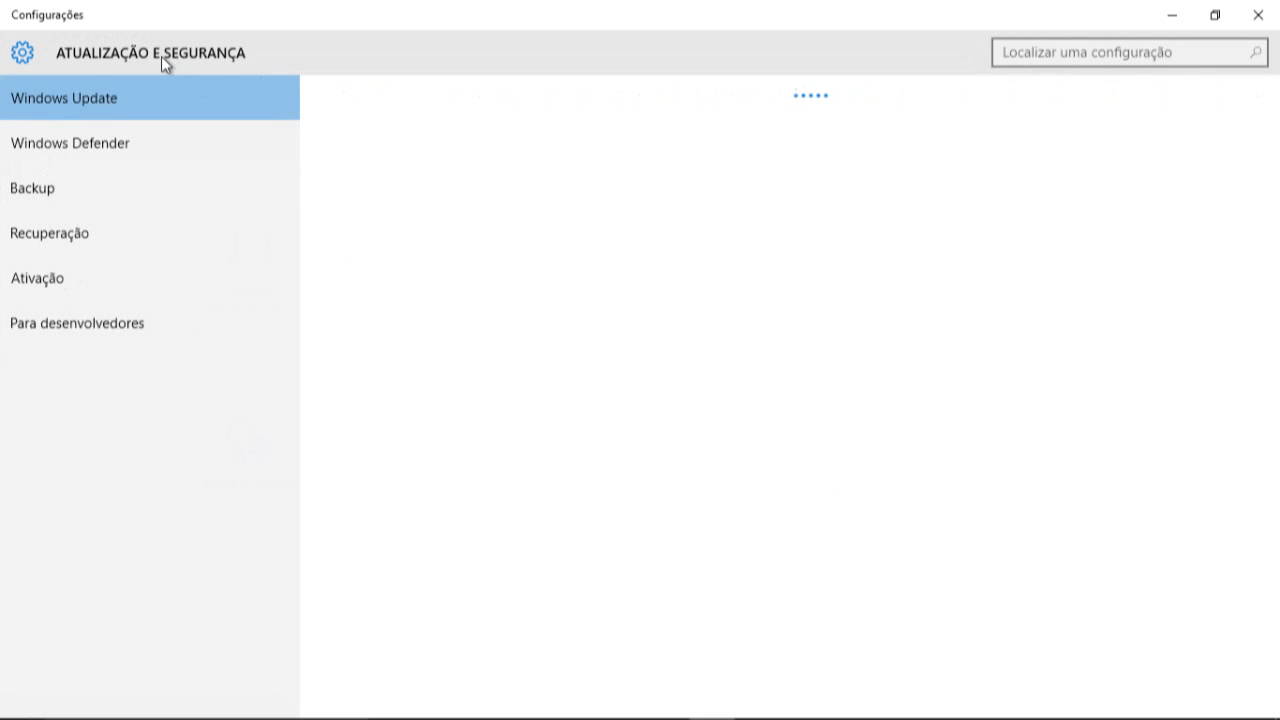 Configurações
ATUALIZAÇÃO E SEGURANÇA
Localizar uma configuração
Windows Update
Windows Defender
Backup
Recuperação
Ativação
Para desenvolvedores